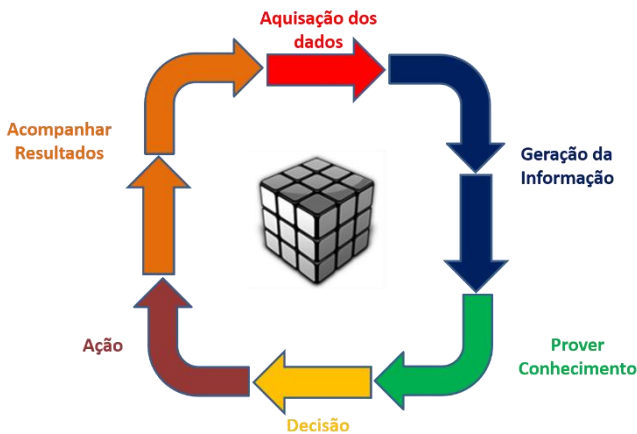 Aquisação dos
dados
Geração da
Informação
Prover
Conhecimento
Decisão
Ação
Acompanhar
Resultados